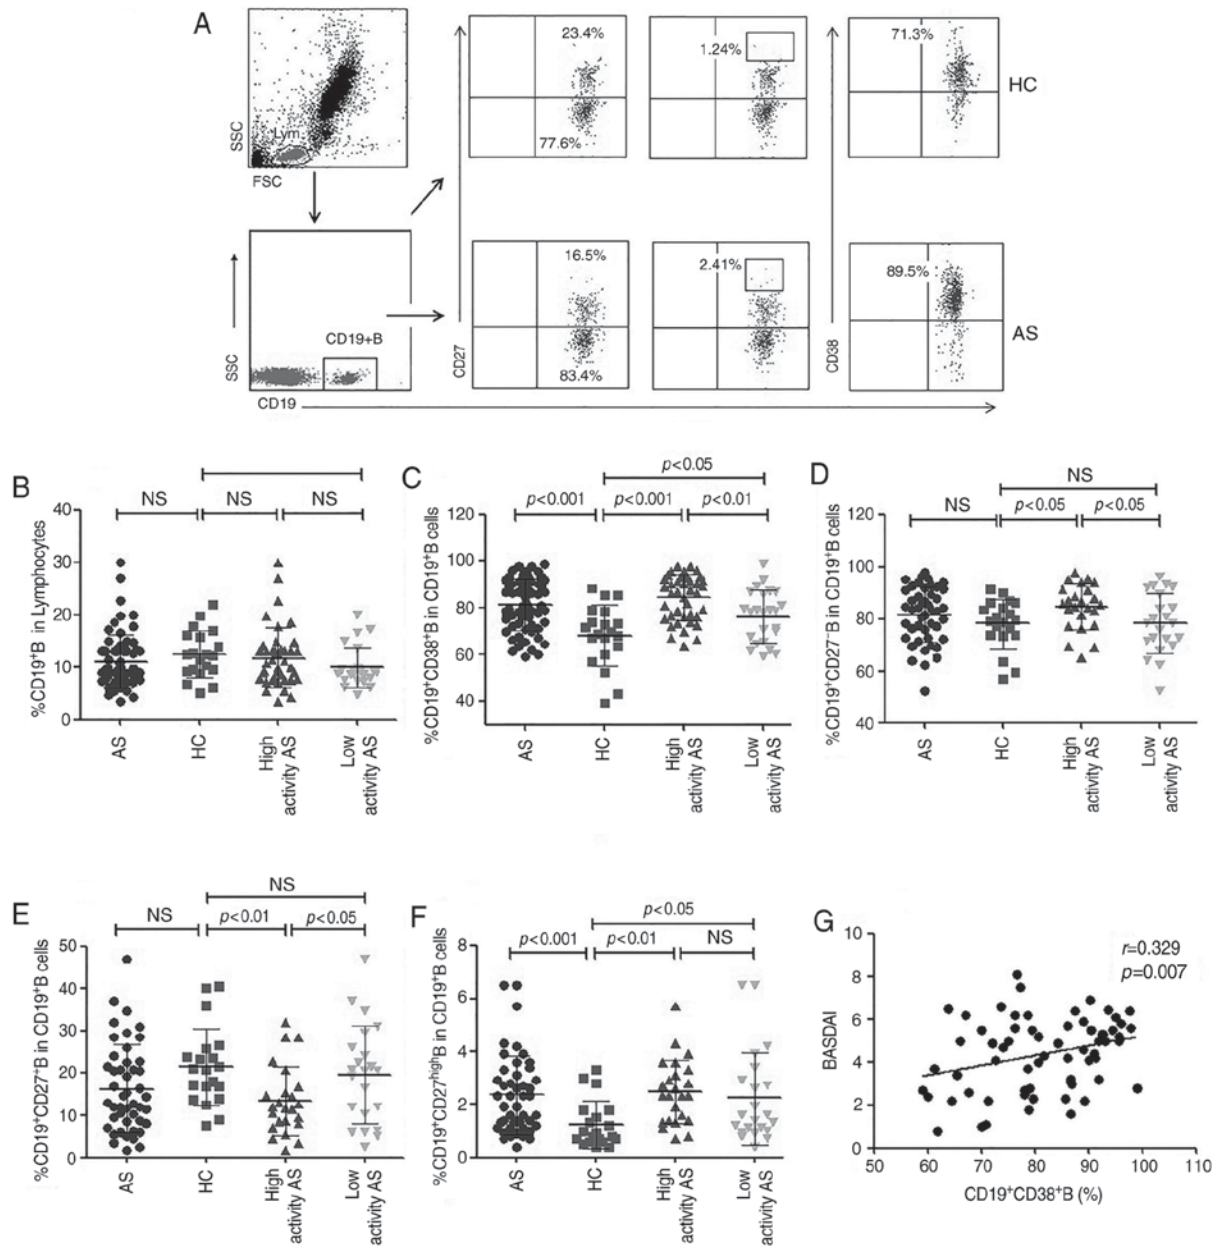 A
SSC
Lym
FSC
23.4%
77.6%
1.24%
71.3%
HC
SSC
CD19+B
CD19
CD27
16.5%
83.4%
2.41%
CD38
89.5%
AS
B
NS NS NS
%CD19⁺B in Lymphocytes
40
30
20
10
0
AS
HC
High activity AS
Low activity AS
C
p<0.05
p<0.001 p<0.001 p<0.01
%CD19⁺CD38⁺B in CD19⁺B cells
120
100
80
60
40
AS
HC
High activity AS
Low activity AS
D
NS
NS p<0.05 p<0.05
%CD19⁺CD27⁻B in CD19⁺B cells
120
100
80
60
40
AS
HC
High activity AS
Low activity AS
E
NS
NS p<0.01 p<0.05
%CD19⁺CD27⁺B in CD19⁺B cells
50
40
30
20
10
0
AS
HC
High activity AS
Low activity AS
F
p<0.05
p<0.001 p<0.01 NS
%CD19⁺CD27ʰⁱᵍʰB in CD19⁺B cells
8
6
4
2
0
AS
HC
High activity AS
Low activity AS
G
r=0.329
p=0.007
BASDAI
10
8
6
4
2
0
50 60 70 80 90 100 110
CD19⁺CD38⁺B (%)